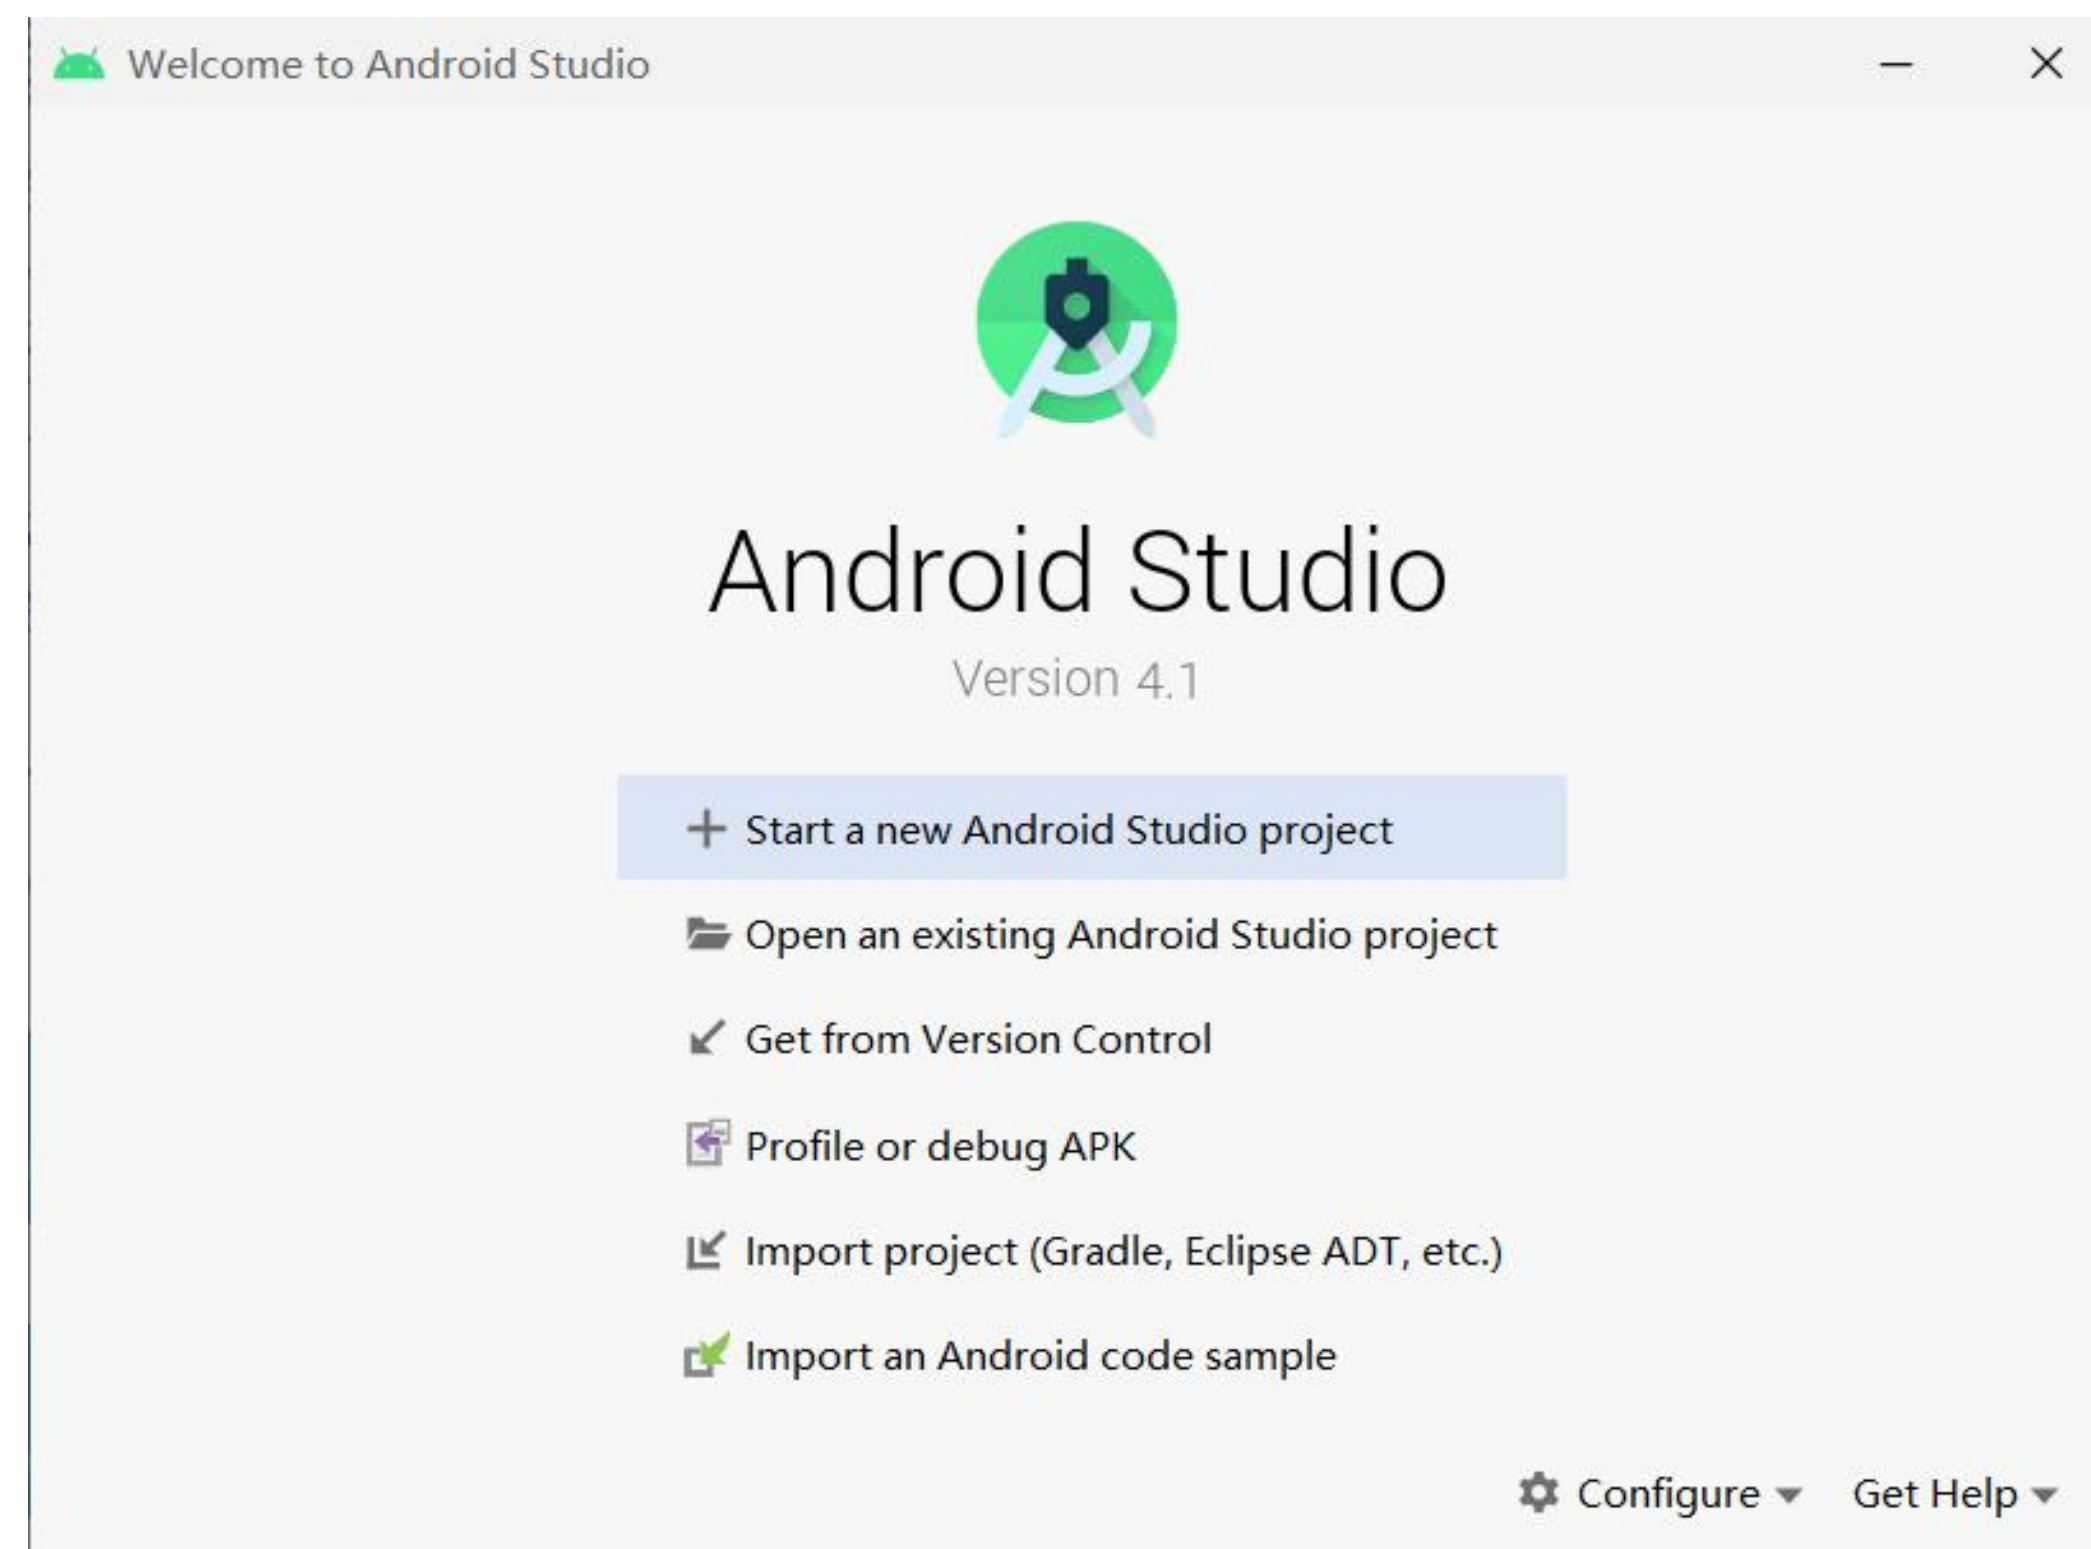 Welcome to Android Studio
Android Studio
Version 4.1
Start a new Android Studio project
Open an existing Android Studio project
Get from Version Control
Profile or debug APK
Import project (Gradle, Eclipse ADT, etc.)
Import an Android code sample
Configure
Get Help